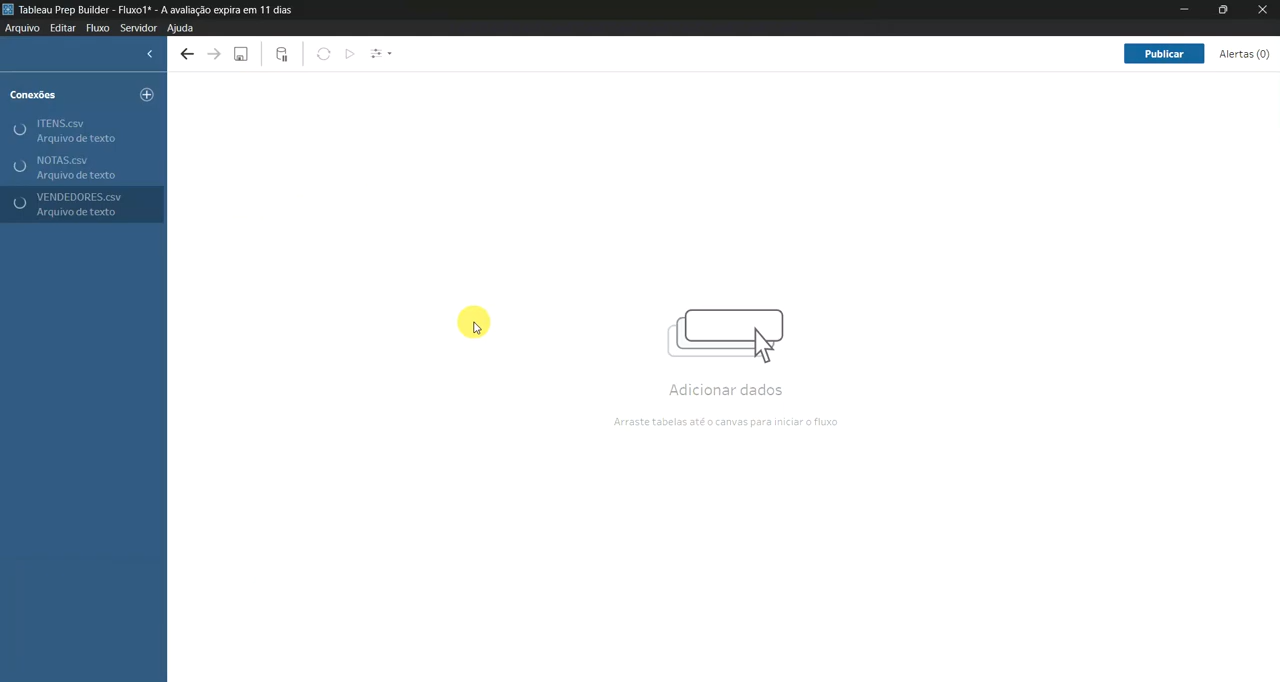 Tableau Prep Builder - Fluxo1* - A avaliação expira em 11 dias
Arquivo Editar Fluxo Servidor Ajuda
Publicar Alertas (0)
Conexões
ITENS.csv
Arquivo de texto
NOTAS.csv
Arquivo de texto
VENDEDORES.csv
Arquivo de texto
Adicionar dados
Arraste tabelas até o canvas para iniciar o fluxo